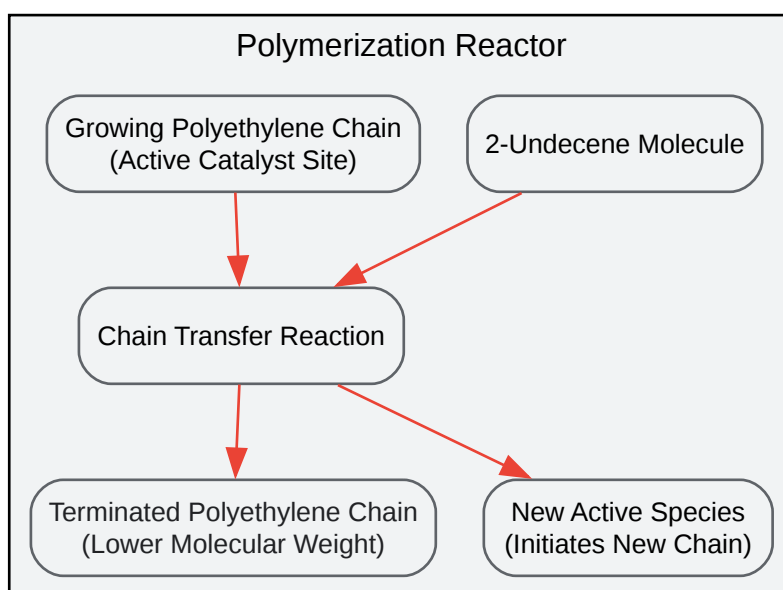 Polymerization Reactor
Growing Polyethylene Chain
(Active Catalyst Site)
2-Undecene Molecule
Chain Transfer Reaction
Terminated Polyethylene Chain
(Lower Molecular Weight)
New Active Species
(Initiates New Chain)